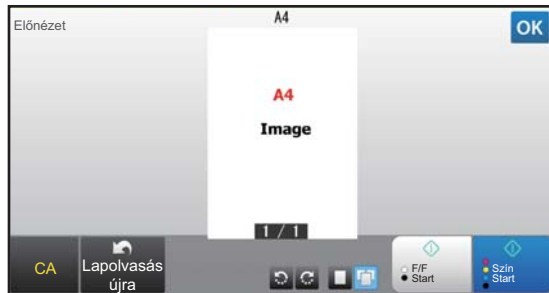 A4
Előnézet
OK
A4
Image
1 / 1
CA
Lapolvasás
újra
F/F
Start
Szín
Start